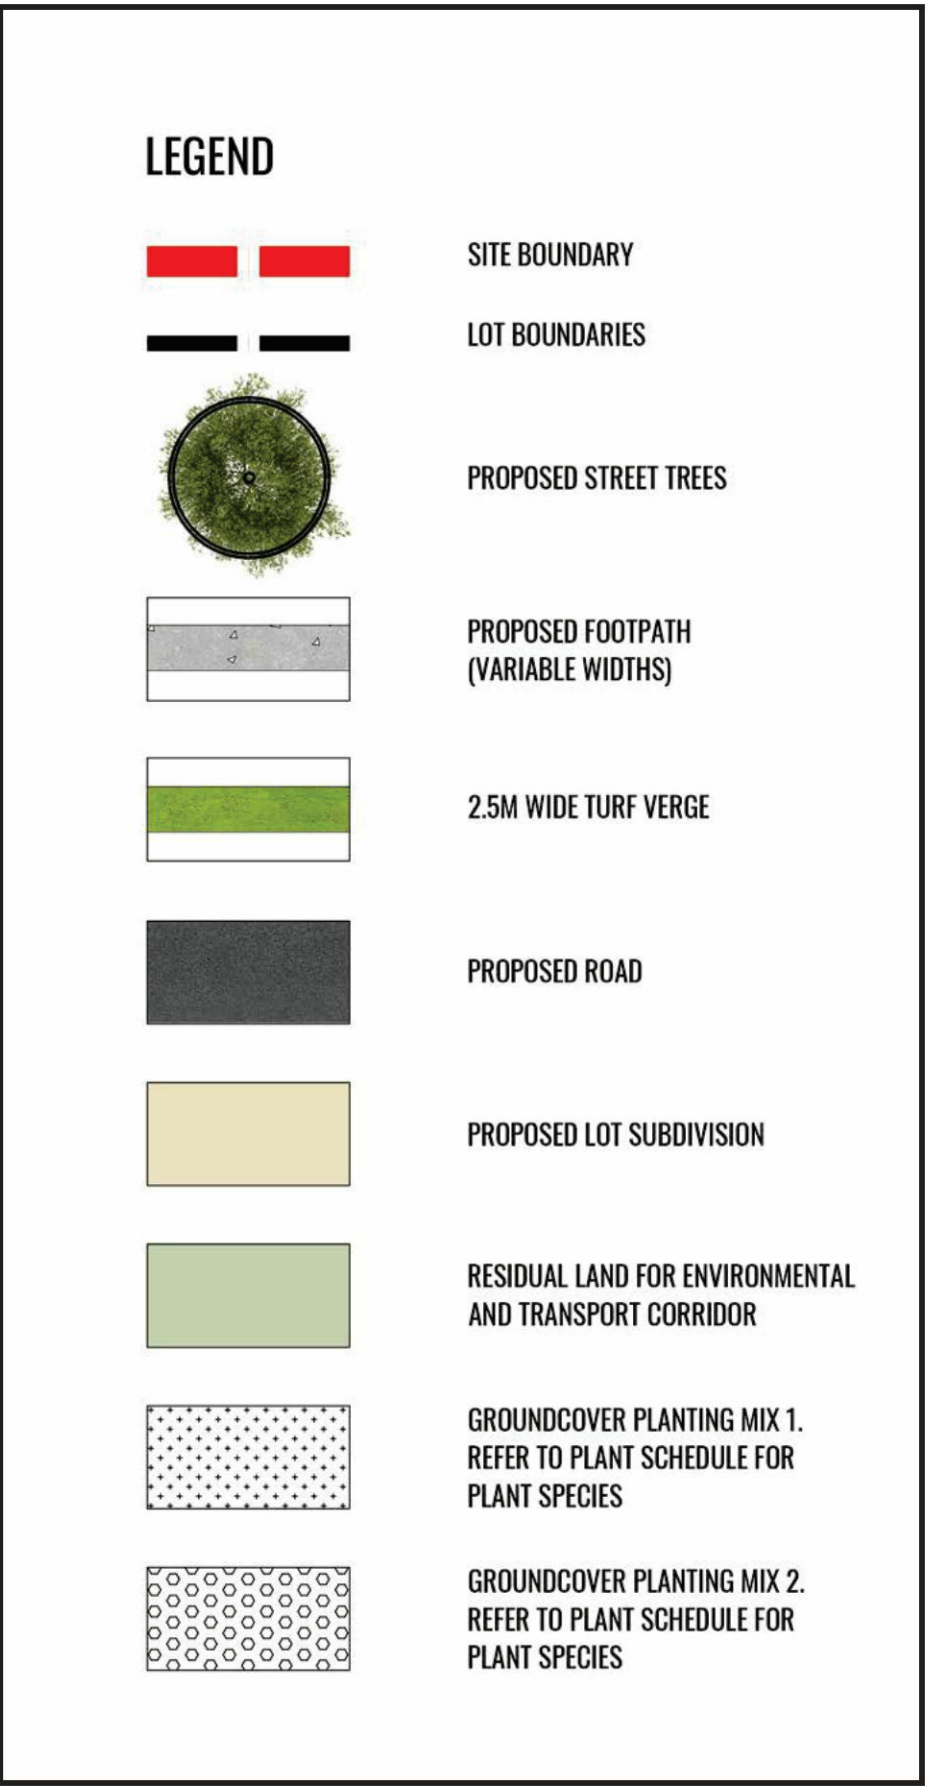 LEGEND
SITE BOUNDARY
LOT BOUNDARIES
PROPOSED STREET TREES
PROPOSED FOOTPATH
(VARIABLE WIDTHS)
2.5M WIDE TURF VERGE
PROPOSED ROAD
PROPOSED LOT SUBDIVISION
RESIDUAL LAND FOR ENVIRONMENTAL
AND TRANSPORT CORRIDOR
GROUNDCOVER PLANTING MIX 1.
REFER TO PLANT SCHEDULE FOR
PLANT SPECIES
GROUNDCOVER PLANTING MIX 2.
REFER TO PLANT SCHEDULE FOR
PLANT SPECIES